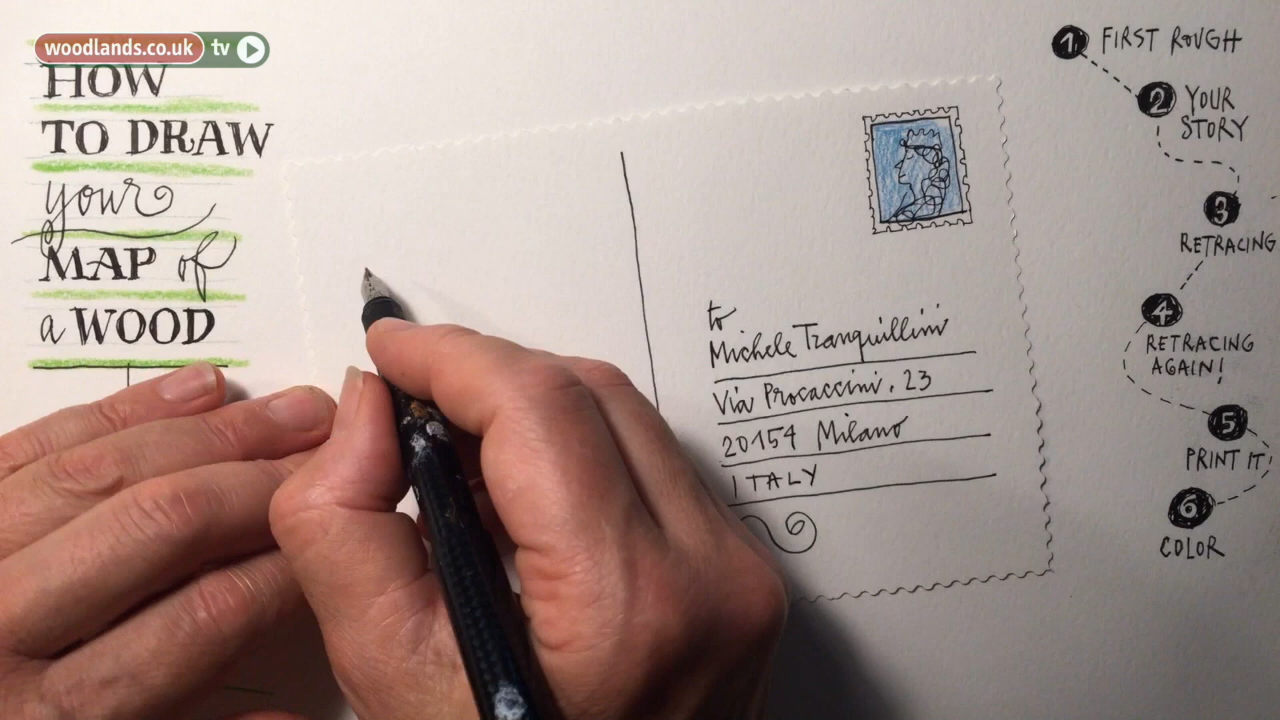 woodlands.co.uk tv
HOW
TO DRAW
your
MAP of
a WOOD
to
Michele Tranquillini
Via Procaccini, 23
20154 Milano
ITALY
1 FIRST ROUGH
2 YOUR
STORY
3
RETRACING
4
RETRACING
AGAIN!
5
PRINT IT
6
COLOR